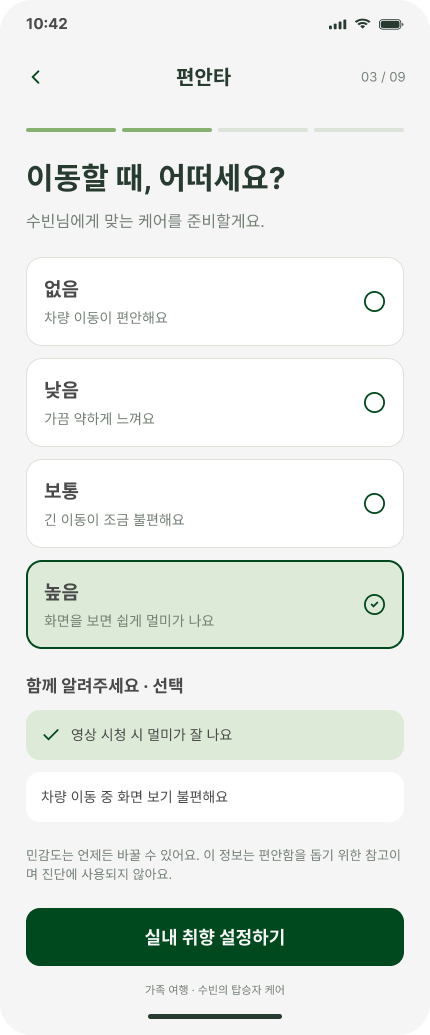 10:42
편안타
03 / 09
이동할 때, 어떠세요?
수빈님에게 맞는 케어를 준비할게요.
없음
차량 이동이 편안해요
낮음
가끔 약하게 느껴요
보통
긴 이동이 조금 불편해요
높음
화면을 보면 쉽게 멀미가 나요
함께 알려주세요 · 선택
영상 시청 시 멀미가 잘 나요
차량 이동 중 화면 보기 불편해요
민감도는 언제든 바꿀 수 있어요. 이 정보는 편안함을 돕기 위한 참고이
며 진단에 사용되지 않아요.
실내 취향 설정하기
가족 여행 · 수빈의 탑승자 케어